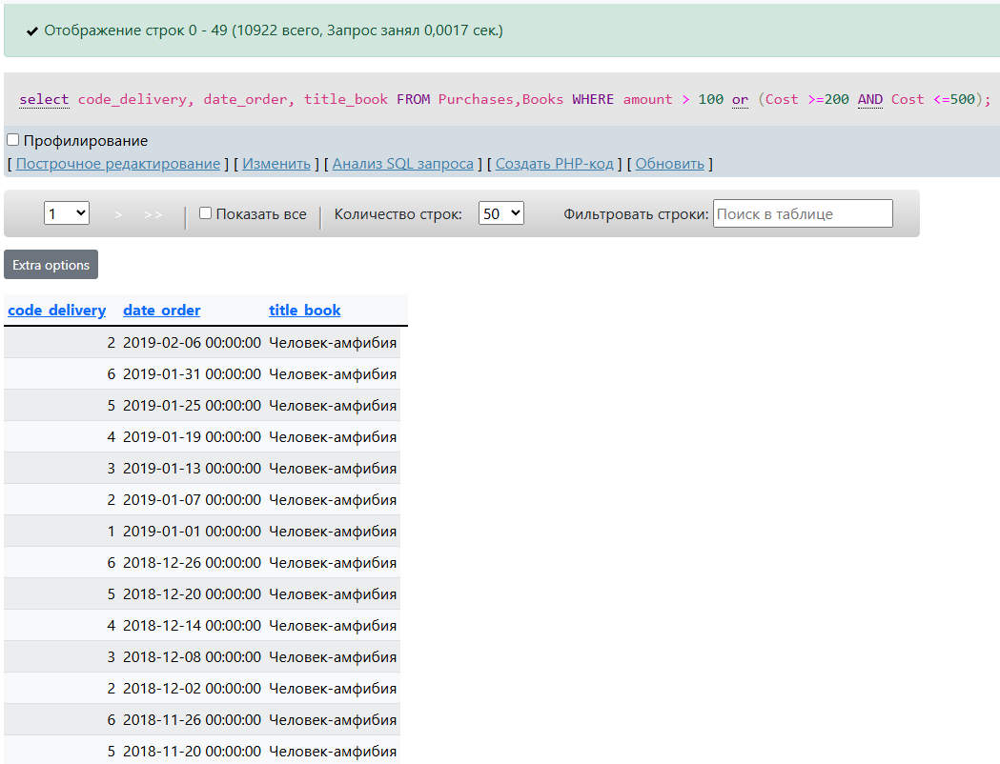 Отображение строк 0 - 49 (10922 всего, Запрос занял 0,0017 сек.)
select code_delivery, date_order, title_book FROM Purchases,Books WHERE amount > 100 or (Cost >=200 AND Cost <=500);
Профилирование
[ Построчное редактирование ] [ Изменить ] [ Анализ SQL запроса ] [ Создать PHP-код ] [ Обновить ]
1 > >> Показать все Количество строк: 50 Фильтровать строки: Поиск в таблице
Extra options
code_delivery date_order title_book
2 2019-02-06 00:00:00 Человек-амфибия
6 2019-01-31 00:00:00 Человек-амфибия
5 2019-01-25 00:00:00 Человек-амфибия
4 2019-01-19 00:00:00 Человек-амфибия
3 2019-01-13 00:00:00 Человек-амфибия
2 2019-01-07 00:00:00 Человек-амфибия
1 2019-01-01 00:00:00 Человек-амфибия
6 2018-12-26 00:00:00 Человек-амфибия
5 2018-12-20 00:00:00 Человек-амфибия
4 2018-12-14 00:00:00 Человек-амфибия
3 2018-12-08 00:00:00 Человек-амфибия
2 2018-12-02 00:00:00 Человек-амфибия
6 2018-11-26 00:00:00 Человек-амфибия
5 2018-11-20 00:00:00 Человек-амфибия